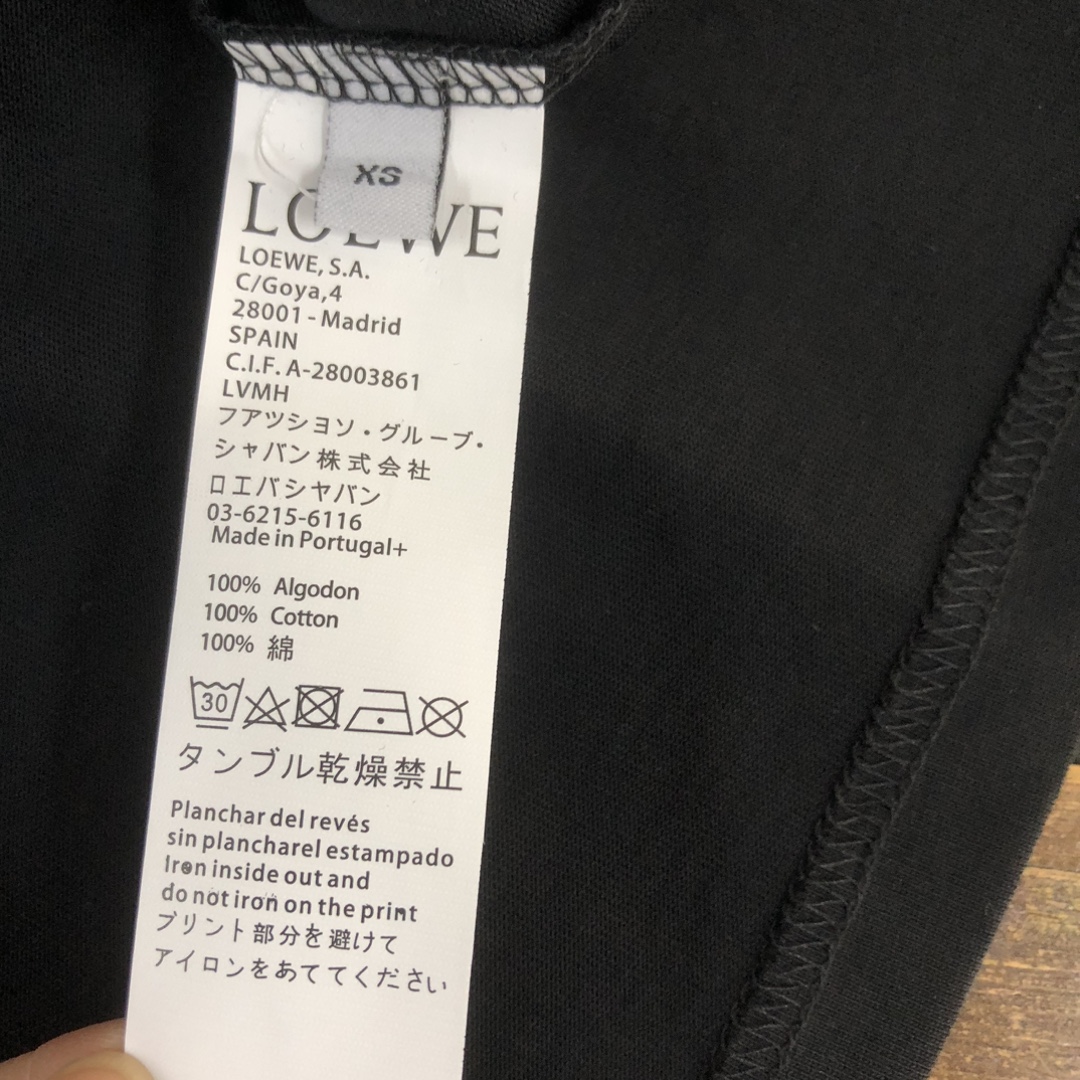 XS
LOEWE
LOEWE, S.A.
C/Goya,4
28001 - Madrid
SPAIN
C.I.F. A-28003861
LVMH
フアツシヨソ・グルーブ・
シャバン株式会社
ロエバシヤバン
03-6215-6116
Made in Portugal+
100% Algodon
100% Cotton
100% 綿
30
タンブル乾燥禁止
Planchar del revés
sin plancharel estampado
Iron inside out and
do not iron on the print
ブリント部分を避けて
アイロンをあててください